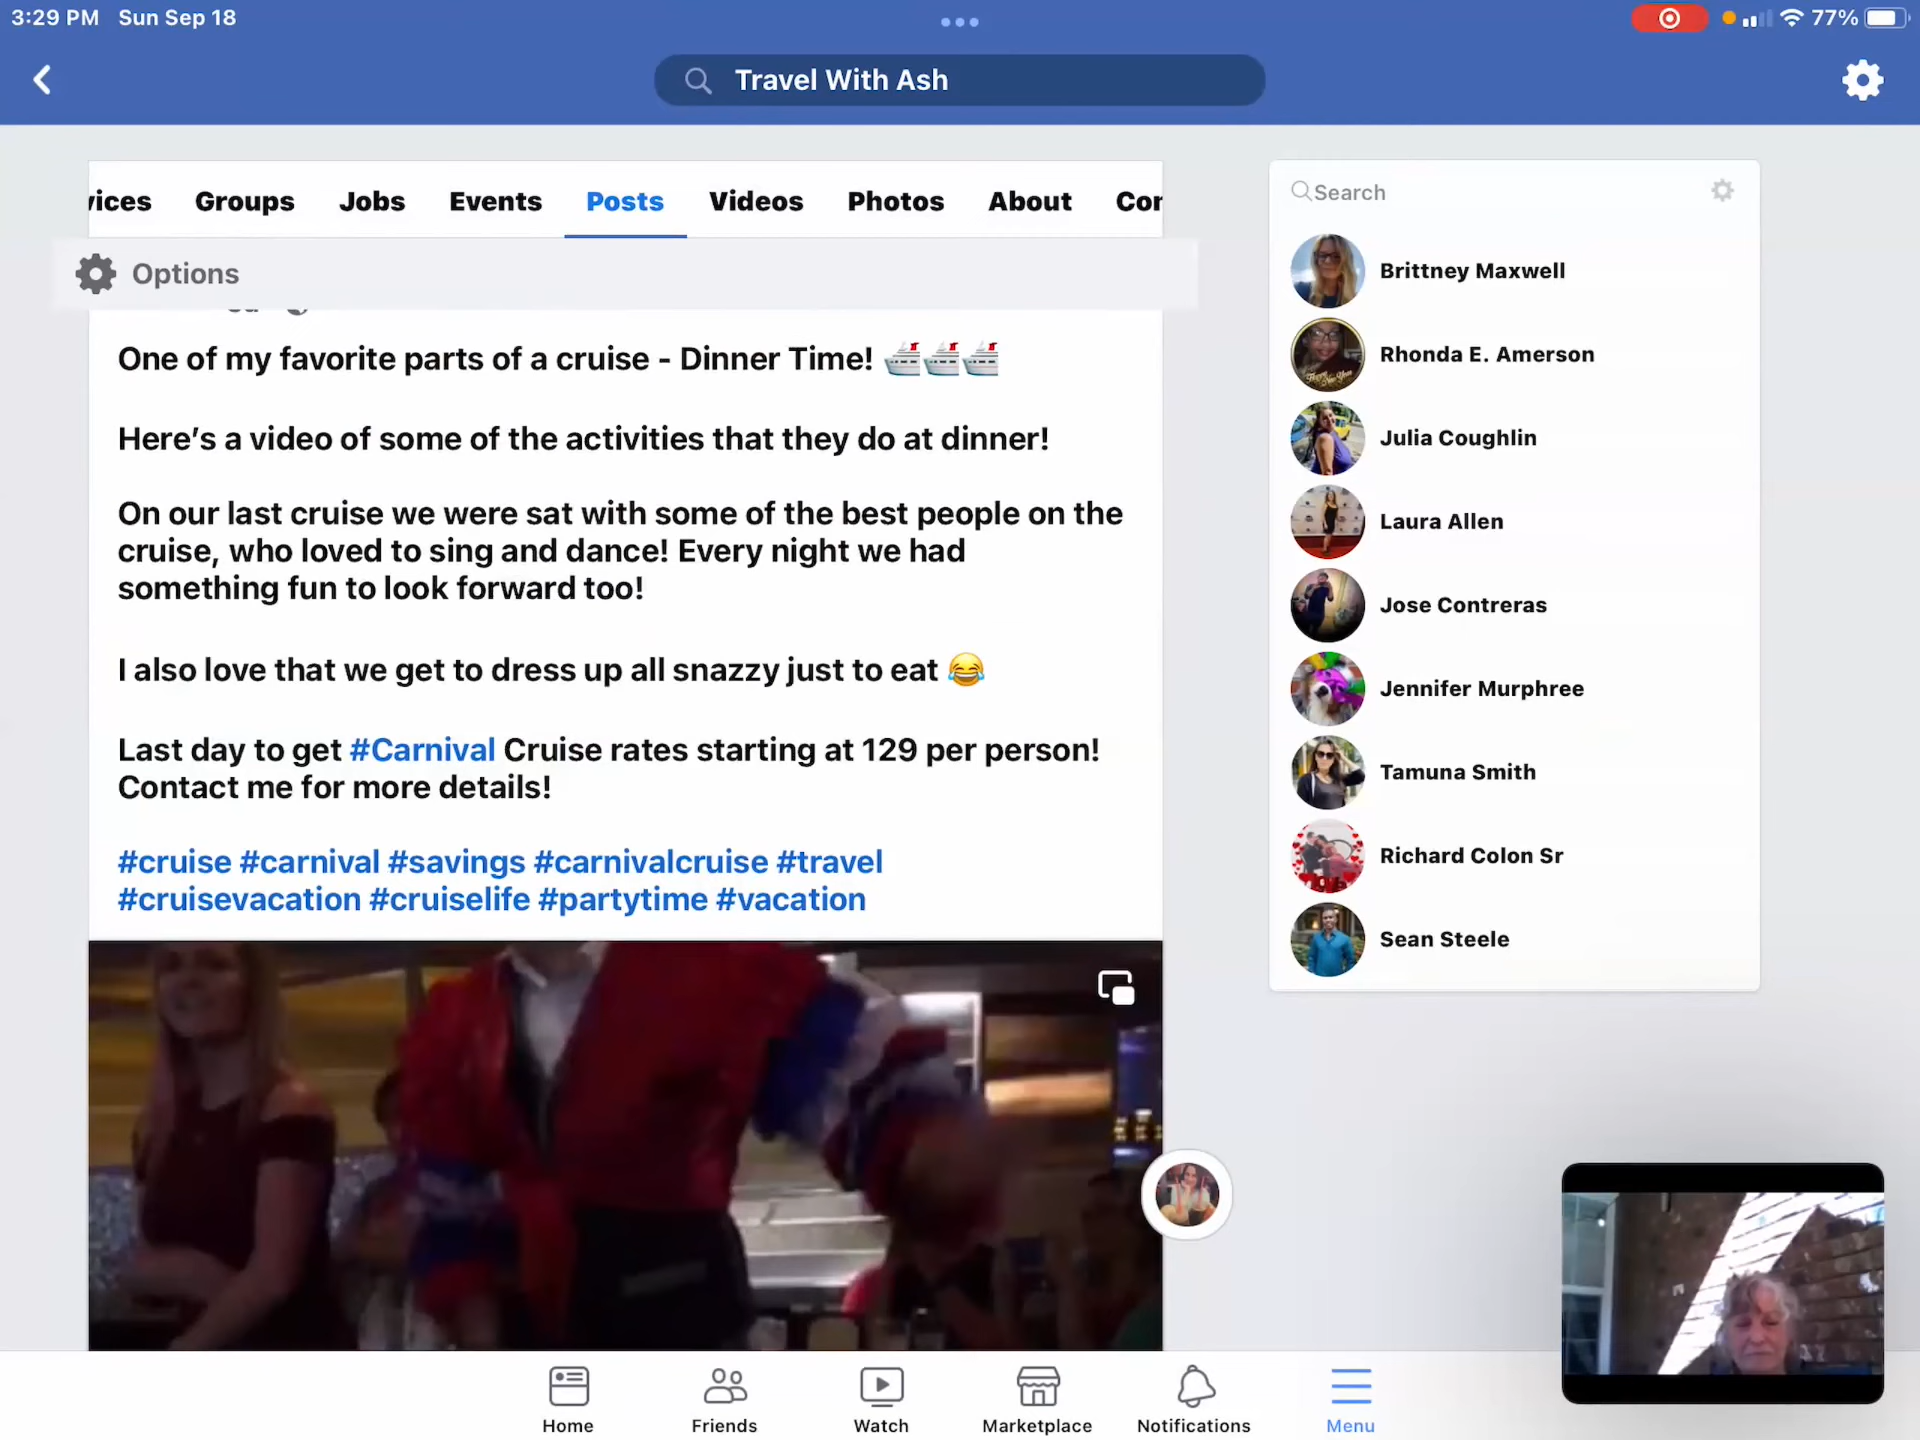 3:29 PM Sun Sep 18
77%
Travel With Ash
vices Groups Jobs Events Posts Videos Photos About Con
Options
One of my favorite parts of a cruise - Dinner Time! 🚢🚢🚢
Here’s a video of some of the activities that they do at dinner!
On our last cruise we were sat with some of the best people on the
cruise, who loved to sing and dance! Every night we had
something fun to look forward too!
I also love that we get to dress up all snazzy just to eat 😂
Last day to get #Carnival Cruise rates starting at 129 per person!
Contact me for more details!
#cruise #carnival #savings #carnivalcruise #travel
#cruisevacation #cruiselife #partytime #vacation
Search
Brittney Maxwell
Rhonda E. Amerson
Julia Coughlin
Laura Allen
Jose Contreras
Jennifer Murphree
Tamuna Smith
Richard Colon Sr
Sean Steele
Home Friends Watch Marketplace Notifications Menu